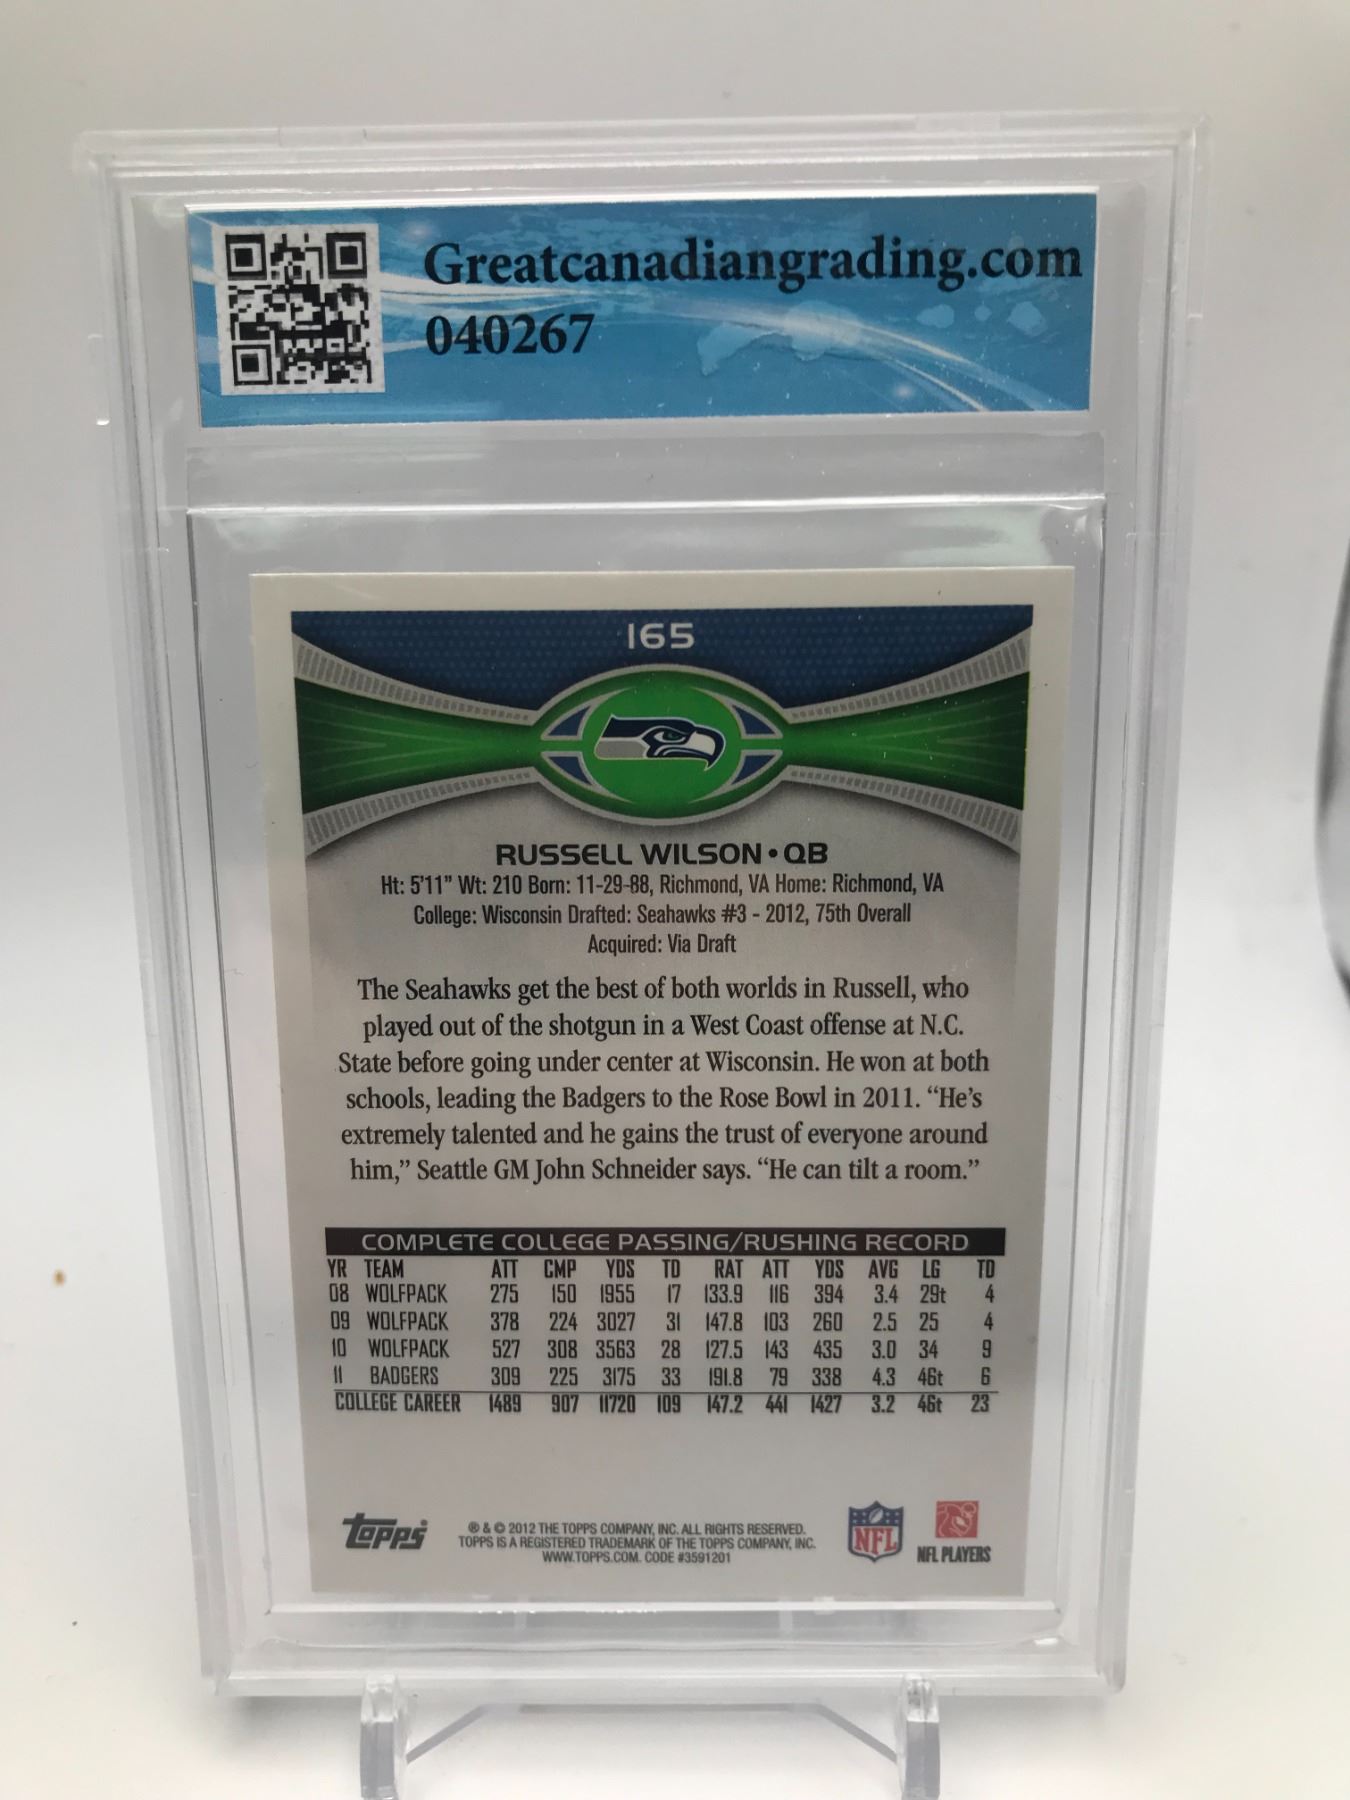 Greatcanadiangrading.com
040267
165
RUSSELL WILSON • QB
Ht: 5'11" Wt: 210 Born: 11-29-88, Richmond, VA Home: Richmond, VA
College: Wisconsin Drafted: Seahawks #3 - 2012, 75th Overall
Acquired: Via Draft
The Seahawks get the best of both worlds in Russell, who
played out of the shotgun in a West Coast offense at N.C.
State before going under center at Wisconsin. He won at both
schools, leading the Badgers to the Rose Bowl in 2011. “He’s
extremely talented and he gains the trust of everyone around
him,” Seattle GM John Schneider says. “He can tilt a room.”
COMPLETE COLLEGE PASSING/RUSHING RECORD
YR TEAM ATT CMP YDS TD RAT ATT YDS AVG LG TD
08 WOLFPACK 275 150 1955 17 133.9 116 394 3.4 29t 4
09 WOLFPACK 378 224 3027 31 147.8 103 260 2.5 25 4
10 WOLFPACK 527 308 3563 28 127.5 143 435 3.0 34 9
11 BADGERS 309 225 3175 33 191.8 79 338 4.3 46t 6
COLLEGE CAREER 1489 907 11720 109 147.2 441 1427 3.2 46t 23
topps
® & © 2012 THE TOPPS COMPANY, INC. ALL RIGHTS RESERVED.
TOPPS IS A REGISTERED TRADEMARK OF THE TOPPS COMPANY, INC.
WWW.TOPPS.COM. CODE #3591201
NFL
NFL PLAYERS